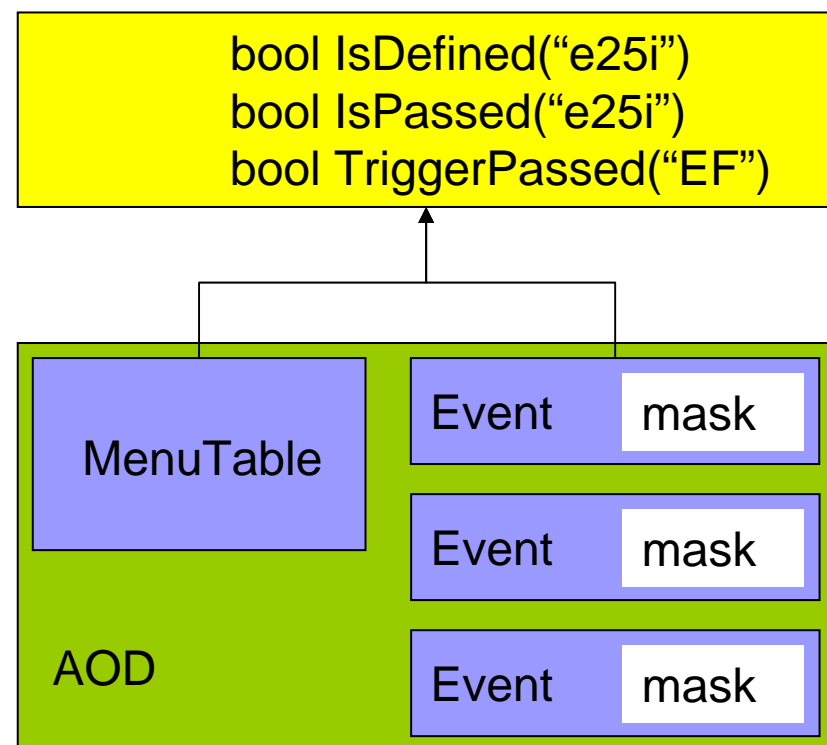 bool IsDefined(“e25i”)
bool IsPassed(“e25i”)
bool TriggerPassed(“EF”)
MenuTable
Event mask
Event mask
AOD
Event mask